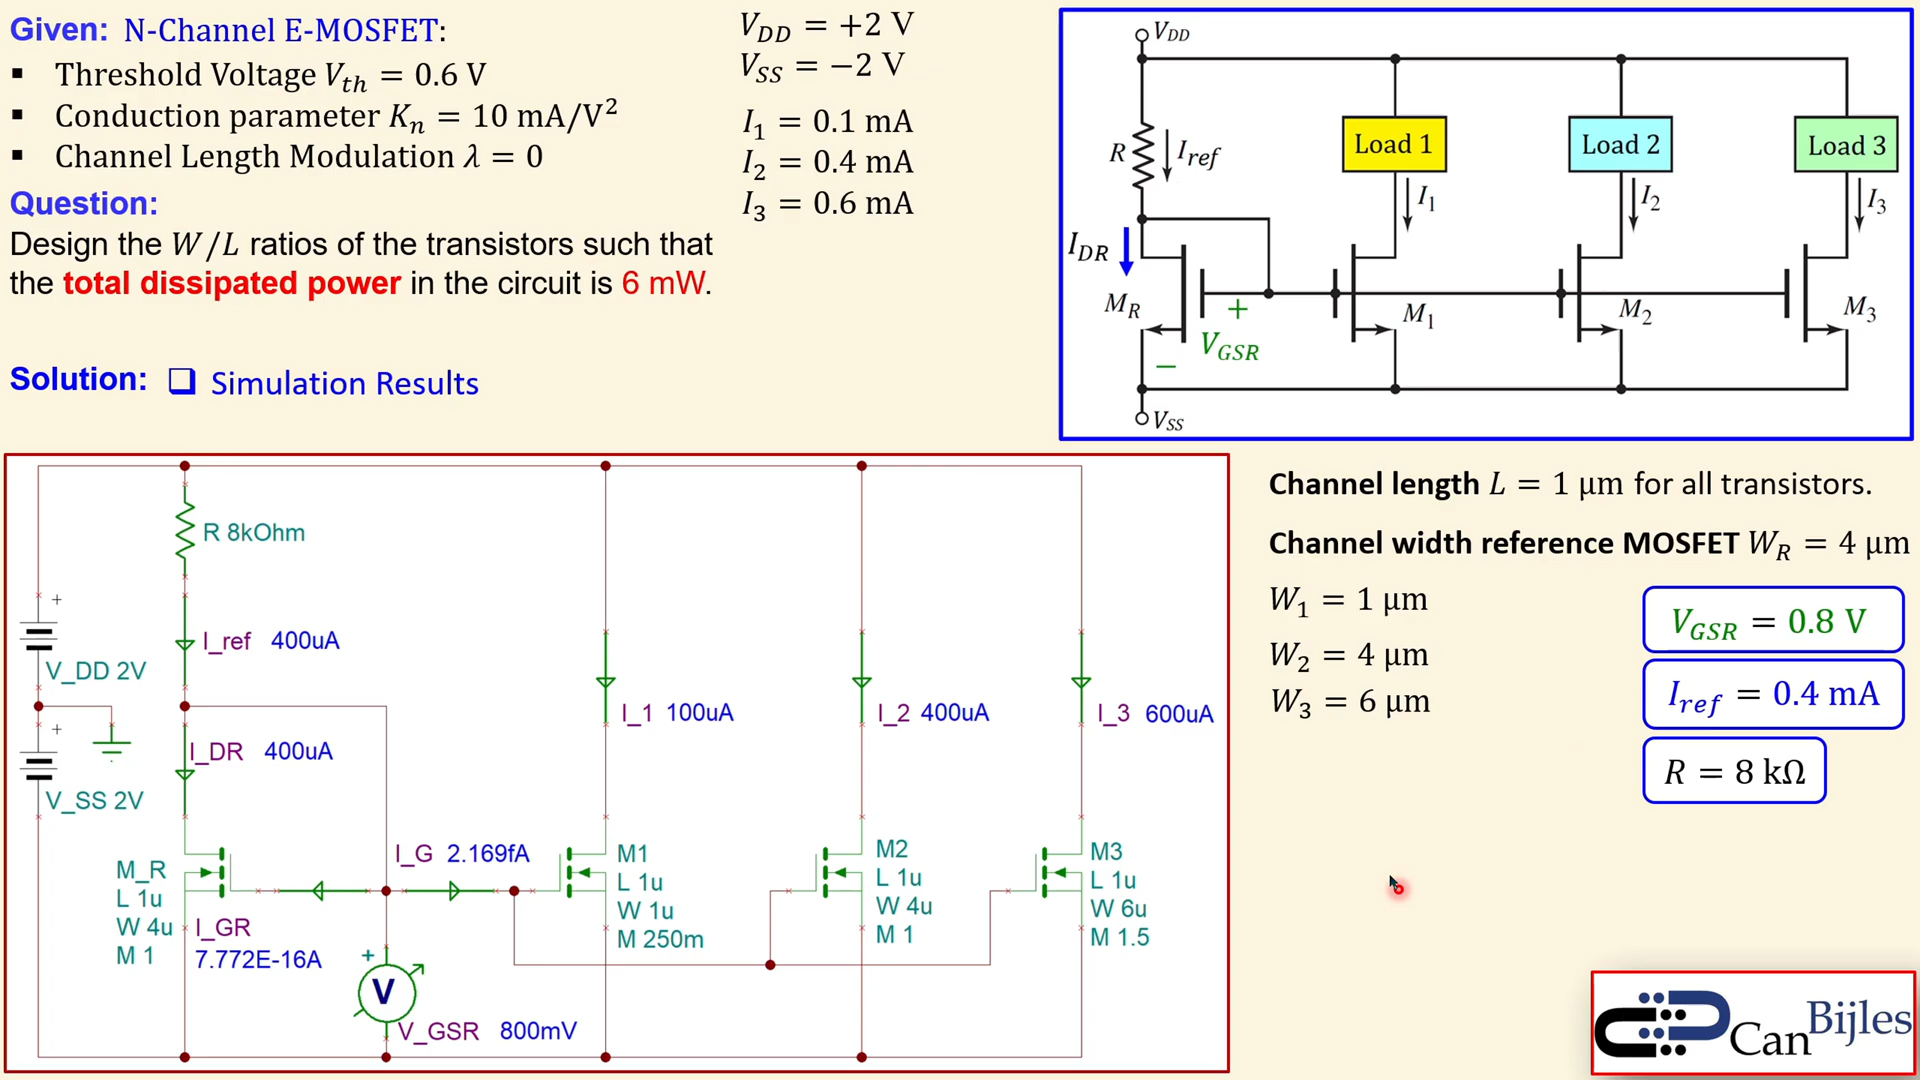 Given: N-Channel E-MOSFET:
▪ Threshold Voltage V_th = 0.6 V
▪ Conduction parameter K_n = 10 mA/V²
▪ Channel Length Modulation λ = 0
Question:
Design the W/L ratios of the transistors such that
the total dissipated power in the circuit is 6 mW.
Solution: ❑ Simulation Results
V_DD = +2 V
V_SS = −2 V
I_1 = 0.1 mA
I_2 = 0.4 mA
I_3 = 0.6 mA
V_DD
R
I_ref
Load 1
Load 2
Load 3
I_1
I_2
I_3
I_DR
M_R
+
V_GSR
−
M_1
M_2
M_3
V_SS
R 8kOhm
I_ref 400uA
+
V_DD 2V
+
V_SS 2V
I_DR 400uA
I_1 100uA
I_2 400uA
I_3 600uA
M_R
L 1u
W 4u
M 1
I_GR
7.772E-16A
I_G 2.169fA
M1
L 1u
W 1u
M 250m
M2
L 1u
W 4u
M 1
M3
L 1u
W 6u
M 1.5
+
V
V_GSR 800mV
Channel length L = 1 µm for all transistors.
Channel width reference MOSFET W_R = 4 µm
W_1 = 1 µm
W_2 = 4 µm
W_3 = 6 µm
V_GSR = 0.8 V
I_ref = 0.4 mA
R = 8 kΩ
CanBijles